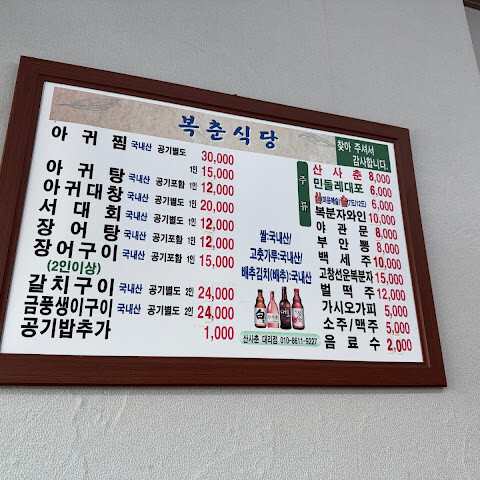 복춘식당
찾아 주셔서
감사합니다.
아귀찜 국내산 공기별도 30,000
1인 15,000
아귀탕 국내산 공기포함 1인 12,000
아귀대창 국내산 공기별도 1인 20,000
서대회 국내산 공기별도 1인 12,000
장어탕 국내산 공기포함 1인 12,000
장어구이 국내산 공기포함 1인 15,000
(2인이상)
갈치구이 국내산 공기별도 2인 24,000
금풍생이구이 국내산 공기별도 2인 24,000
공기밥추가 1,000
쌀:국내산/
고춧가루:국내산/
배추김치(배추):국내산
산사춘 대리점 010-8611-5227
주류
산사춘 8,000
민들레대포 6,000
6,000
복분자와인 10,000
야관문 8,000
부안뽕 8,000
백세주 10,000
고창선운복분자 15,000
벌떡주 12,000
가시오가피 5,000
소주/맥주 5,000
음료수 2,000